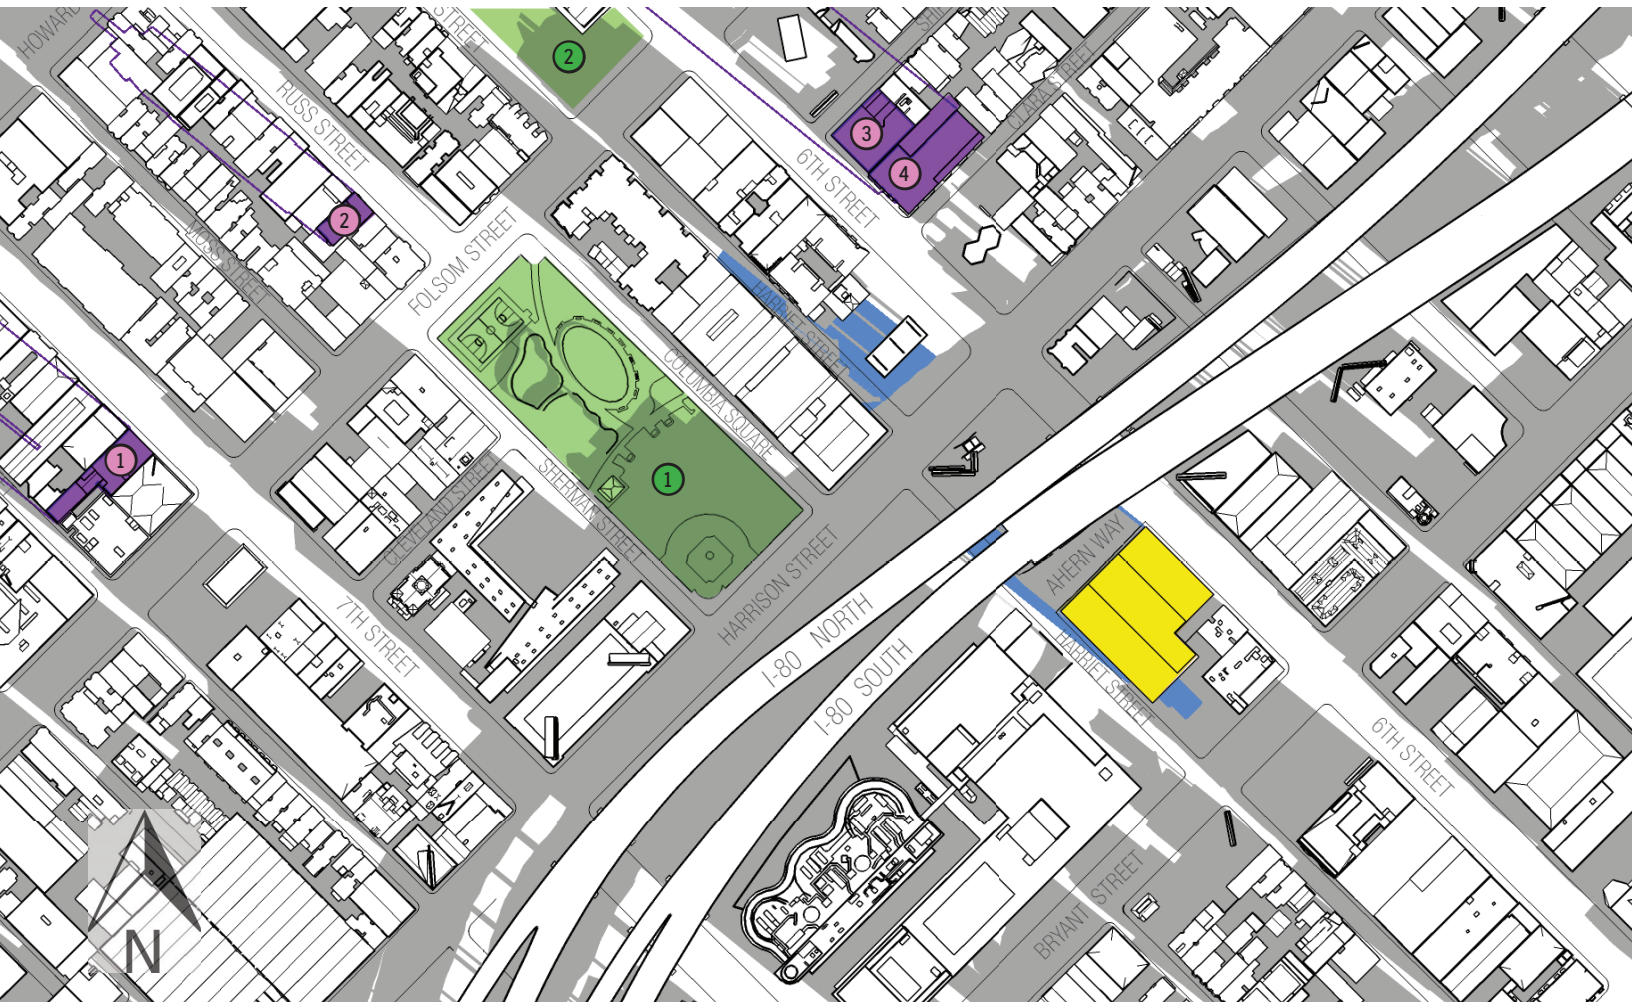 HOWARD
STREET
2
SHI
CLARA STREET
RUSS STREET
3
6TH STREET
4
2
MOSS STREET
FOLSOM STREET
HARRIET STREET
COLUMBIA SQUARE
1
CLEVELAND STREET
SHERMAN STREET
1
HARRISON STREET
AHERN WAY
7TH STREET
I-80 NORTH
I-80 SOUTH
HARRIET STREET
6TH STREET
BRYANT STREET
N